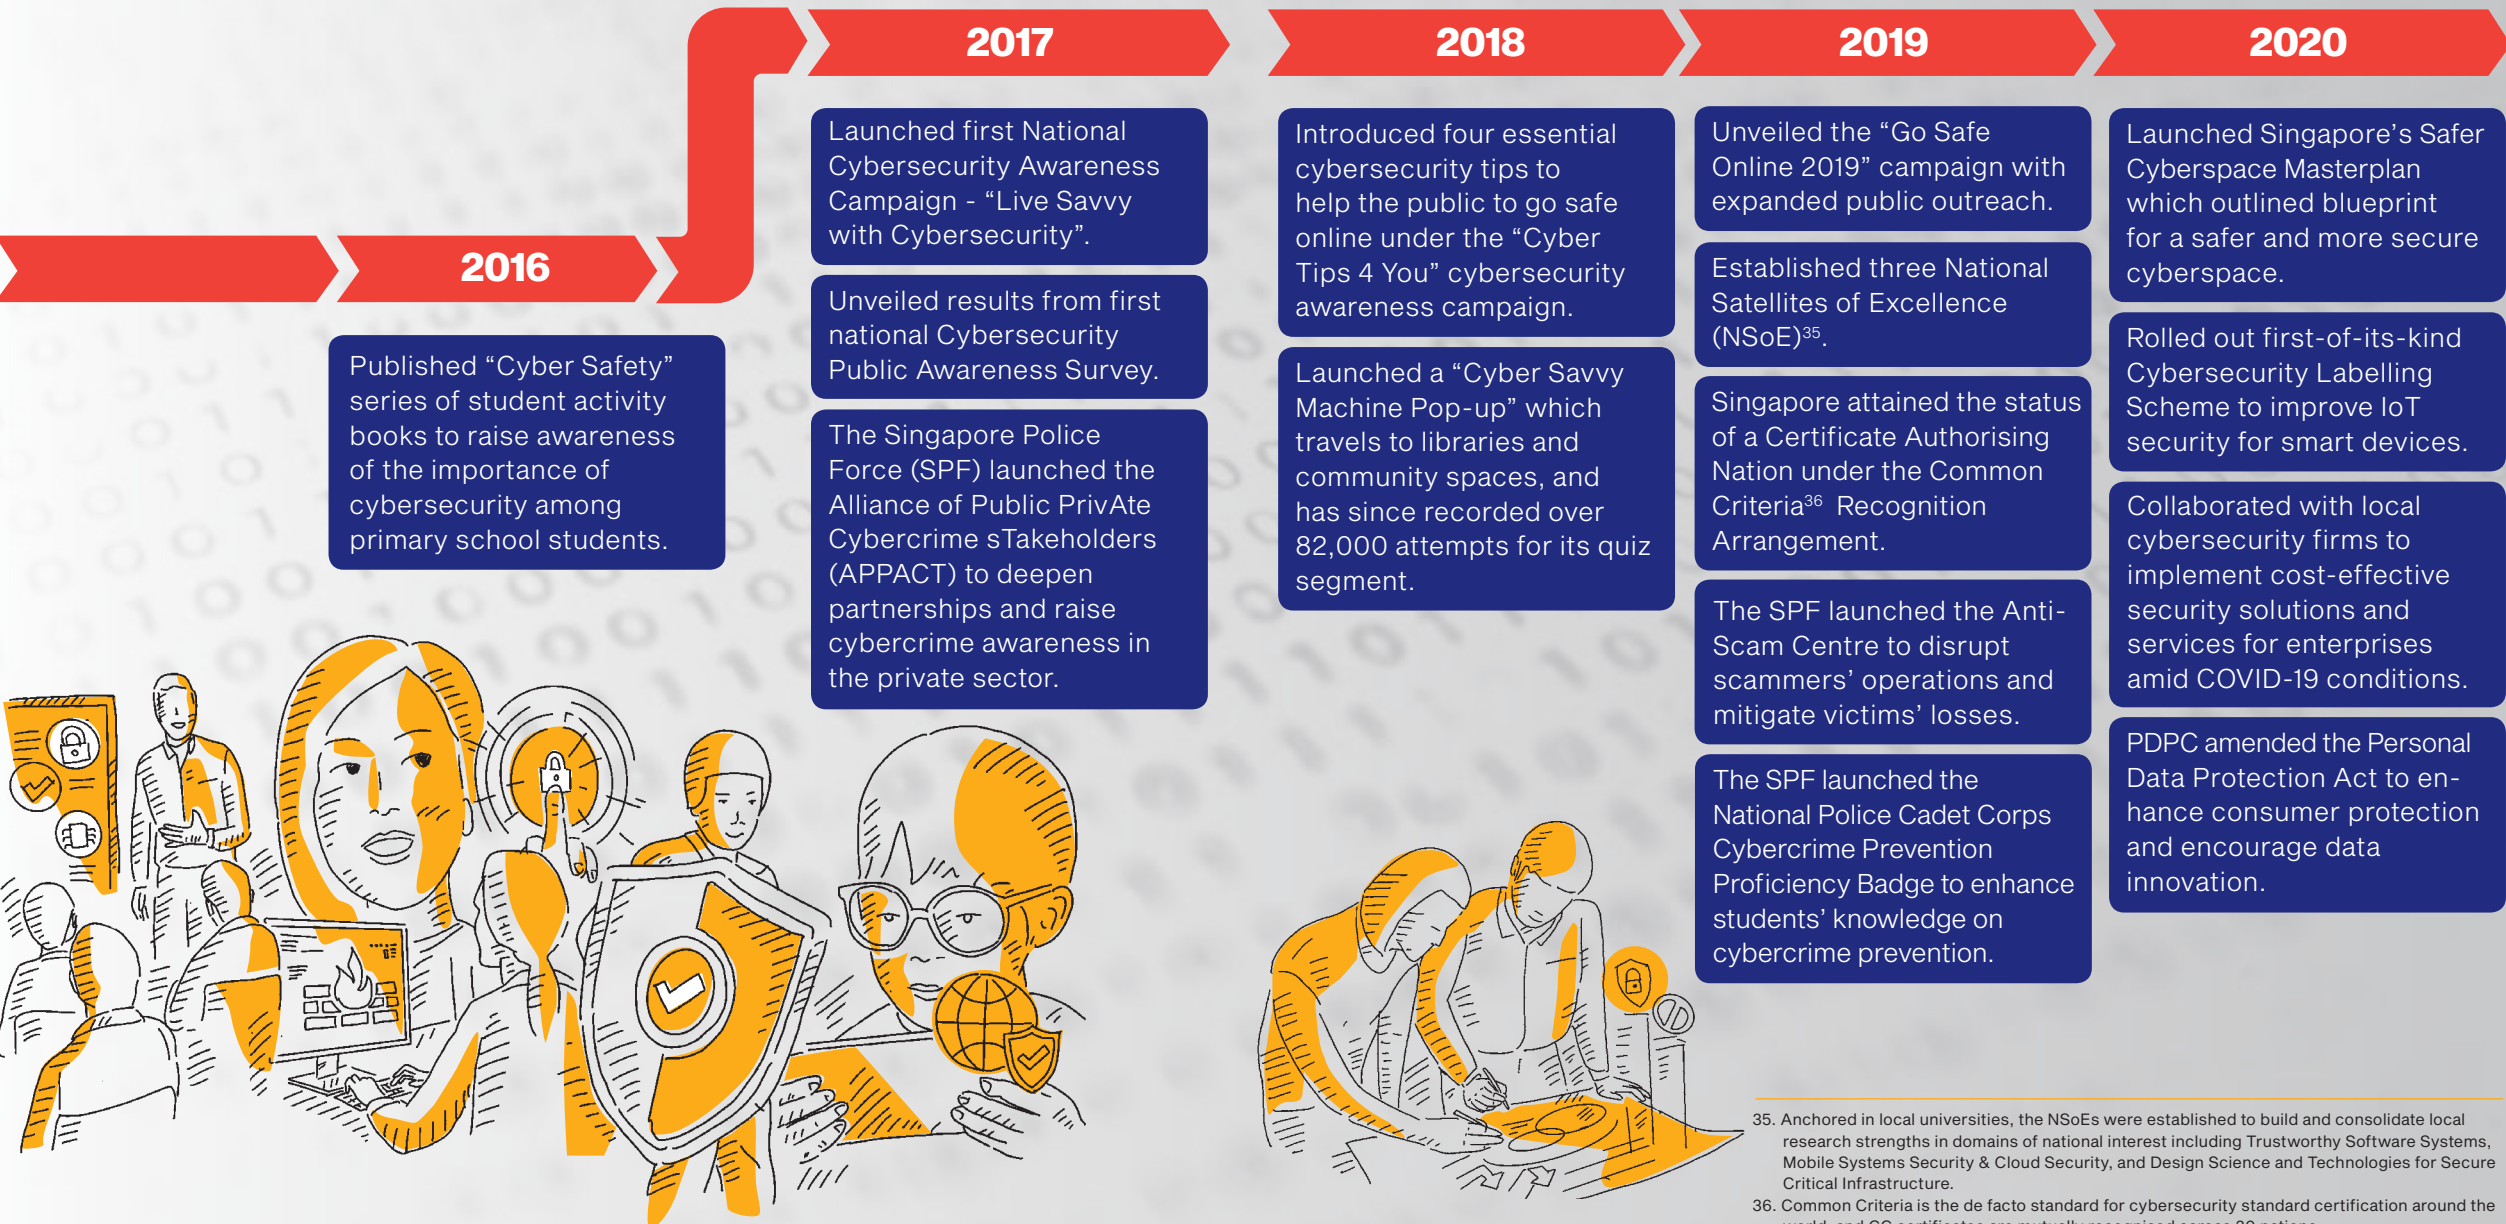 2016
Published “Cyber Safety”
series of student activity
books to raise awareness
of the importance of
cybersecurity among
primary school students.
2017
Launched first National
Cybersecurity Awareness
Campaign - “Live Savvy
with Cybersecurity”.
Unveiled results from first
national Cybersecurity
Public Awareness Survey.
The Singapore Police
Force (SPF) launched the
Alliance of Public PrivAte
Cybercrime sTakeholders
(APPACT) to deepen
partnerships and raise
cybercrime awareness in
the private sector.
2018
Introduced four essential
cybersecurity tips to
help the public to go safe
online under the “Cyber
Tips 4 You” cybersecurity
awareness campaign.
Launched a “Cyber Savvy
Machine Pop-up” which
travels to libraries and
community spaces, and
has since recorded over
82,000 attempts for its quiz
segment.
2019
Unveiled the “Go Safe
Online 2019” campaign with
expanded public outreach.
Established three National
Satellites of Excellence
(NSoE)35.
Singapore attained the status
of a Certificate Authorising
Nation under the Common
Criteria36 Recognition
Arrangement.
The SPF launched the Anti-
Scam Centre to disrupt
scammers’ operations and
mitigate victims’ losses.
The SPF launched the
National Police Cadet Corps
Cybercrime Prevention
Proficiency Badge to enhance
students’ knowledge on
cybercrime prevention.
2020
Launched Singapore’s Safer
Cyberspace Masterplan
which outlined blueprint
for a safer and more secure
cyberspace.
Rolled out first-of-its-kind
Cybersecurity Labelling
Scheme to improve IoT
security for smart devices.
Collaborated with local
cybersecurity firms to
implement cost-effective
security solutions and
services for enterprises
amid COVID-19 conditions.
PDPC amended the Personal
Data Protection Act to en-
hance consumer protection
and encourage data
innovation.
35. Anchored in local universities, the NSoEs were established to build and consolidate local
research strengths in domains of national interest including Trustworthy Software Systems,
Mobile Systems Security & Cloud Security, and Design Science and Technologies for Secure
Critical Infrastructure.
36. Common Criteria is the de facto standard for cybersecurity standard certification around the